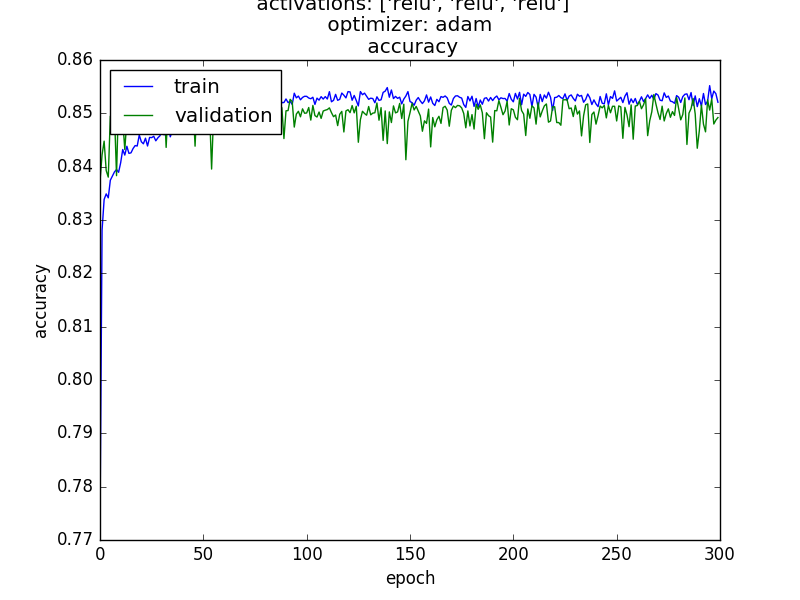 activations: ['relu', 'relu', 'relu']
optimizer: adam
accuracy
0.86
0.85
0.84
0.83
0.82
0.81
0.80
0.79
0.78
0.77
accuracy
train
validation
0 50 100 150 200 250 300
epoch